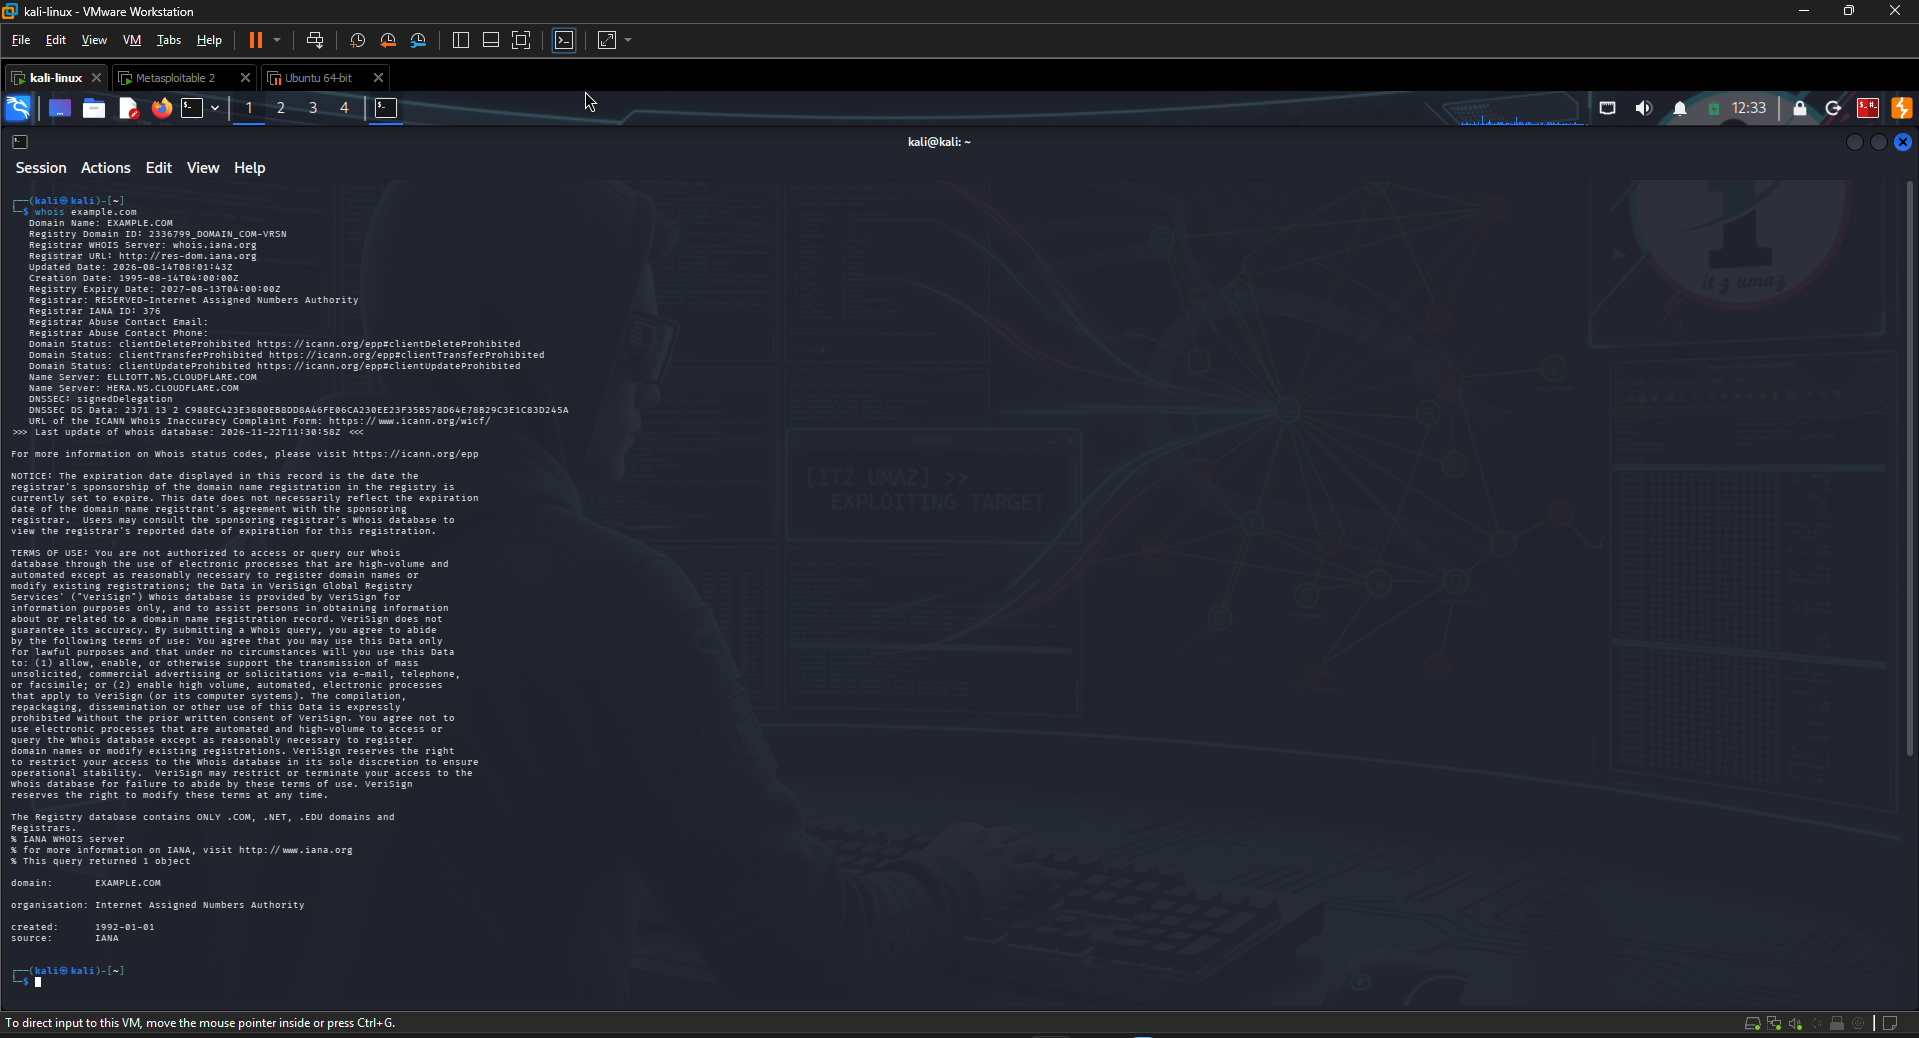 kali-linux - VMware Workstation
File Edit View VM Tabs Help
kali-linux Metasploitable 2 Ubuntu 64-bit
1 2 3 4 12:33
kali@kali: ~
Session Actions Edit View Help
(kali㉿kali)-[~]
$ whois example.com
Domain Name: EXAMPLE.COM
Registry Domain ID: 2336799_DOMAIN_COM-VRSN
Registrar WHOIS Server: whois.iana.org
Registrar URL: http://res-dom.iana.org
Updated Date: 2026-08-14T08:01:43Z
Creation Date: 1995-08-14T04:00:00Z
Registry Expiry Date: 2027-08-13T04:00:00Z
Registrar: RESERVED-Internet Assigned Numbers Authority
Registrar IANA ID: 376
Registrar Abuse Contact Email:
Registrar Abuse Contact Phone:
Domain Status: clientDeleteProhibited https://icann.org/epp#clientDeleteProhibited
Domain Status: clientTransferProhibited https://icann.org/epp#clientTransferProhibited
Domain Status: clientUpdateProhibited https://icann.org/epp#clientUpdateProhibited
Name Server: ELLIOTT.NS.CLOUDFLARE.COM
Name Server: HERA.NS.CLOUDFLARE.COM
DNSSEC: signedDelegation
DNSSEC DS Data: 2371 13 2 C988EC423E3880EB8DD8A46FE06CA230EE23F35B578D64E78B29C3E1C83D245A
URL of the ICANN Whois Inaccuracy Complaint Form: https://www.icann.org/wicf/
>>> Last update of whois database: 2026-11-22T11:30:58Z <<<
For more information on Whois status codes, please visit https://icann.org/epp
NOTICE: The expiration date displayed in this record is the date the
registrar's sponsorship of the domain name registration in the registry is
currently set to expire. This date does not necessarily reflect the expiration
date of the domain name registrant's agreement with the sponsoring
registrar.  Users may consult the sponsoring registrar's Whois database to
view the registrar's reported date of expiration for this registration.
TERMS OF USE: You are not authorized to access or query our Whois
database through the use of electronic processes that are high-volume and
automated except as reasonably necessary to register domain names or
modify existing registrations; the Data in VeriSign Global Registry
Services' ("VeriSign") Whois database is provided by VeriSign for
information purposes only, and to assist persons in obtaining information
about or related to a domain name registration record. VeriSign does not
guarantee its accuracy. By submitting a Whois query, you agree to abide
by the following terms of use: You agree that you may use this Data only
for lawful purposes and that under no circumstances will you use this Data
to: (1) allow, enable, or otherwise support the transmission of mass
unsolicited, commercial advertising or solicitations via e-mail, telephone,
or facsimile; or (2) enable high volume, automated, electronic processes
that apply to VeriSign (or its computer systems). The compilation,
repackaging, dissemination or other use of this Data is expressly
prohibited without the prior written consent of VeriSign. You agree not to
use electronic processes that are automated and high-volume to access or
query the Whois database except as reasonably necessary to register
domain names or modify existing registrations. VeriSign reserves the right
to restrict your access to the Whois database in its sole discretion to ensure
operational stability.  VeriSign may restrict or terminate your access to the
Whois database for failure to abide by these terms of use. VeriSign
reserves the right to modify these terms at any time.
The Registry database contains ONLY .COM, .NET, .EDU domains and
Registrars.
% IANA WHOIS server
% for more information on IANA, visit http://www.iana.org
% This query returned 1 object
domain: EXAMPLE.COM
organisation: Internet Assigned Numbers Authority
created: 1992-01-01
source: IANA
(kali㉿kali)-[~]
$
itz umaz
[ITZ UMAZ] >>
EXPLOITING TARGET
To direct input to this VM, move the mouse pointer inside or press Ctrl+G.